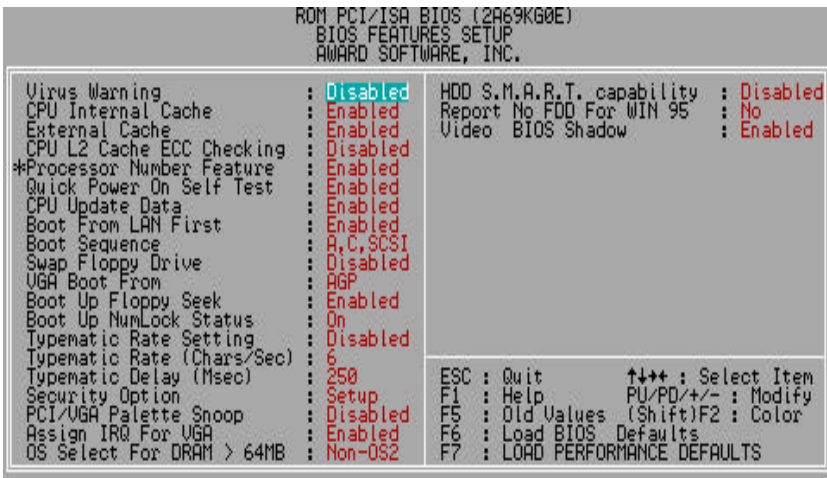 ROM PCI/ISA BIOS (2A69KG0E)
BIOS FEATURES SETUP
AWARD SOFTWARE, INC.
Virus Warning : Disabled
CPU Internal Cache : Enabled
External Cache : Enabled
CPU L2 Cache ECC Checking : Disabled
*Processor Number Feature : Enabled
Quick Power On Self Test : Enabled
CPU Update Data : Enabled
Boot From LAN First : Enabled
Boot Sequence : A,C,SCSI
Swap Floppy Drive : Disabled
VGA Boot From : AGP
Boot Up Floppy Seek : Enabled
Boot Up NumLock Status : On
Typematic Rate Setting : Disabled
Typematic Rate (Chars/Sec) : 6
Typematic Delay (Msec) : 250
Security Option : Setup
PCI/VGA Palette Snoop : Disabled
Assign IRQ For VGA : Enabled
OS Select For DRAM > 64MB : Non-OS2
HDD S.M.A.R.T. capability : Disabled
Report No FDD For WIN 95 : No
Video BIOS Shadow : Enabled
ESC : Quit ↑↓→← : Select Item
F1 : Help PU/PD/+/- : Modify
F5 : Old Values (Shift)F2 : Color
F6 : Load BIOS Defaults
F7 : LOAD PERFORMANCE DEFAULTS